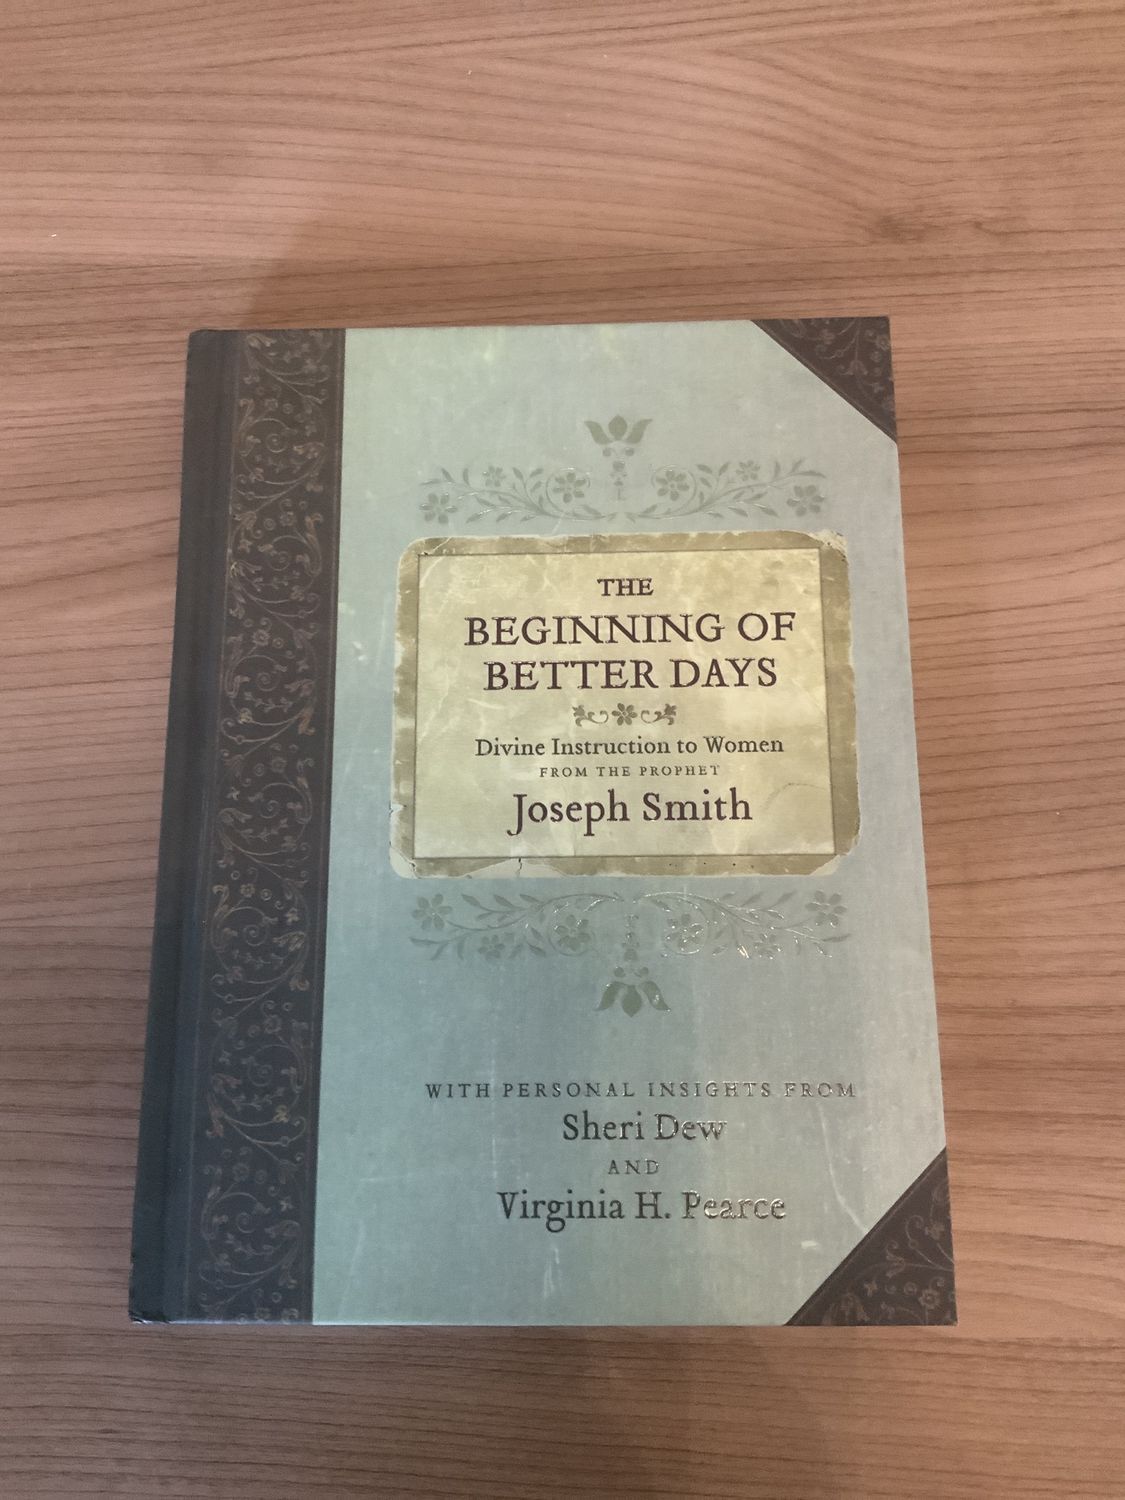 THE
BEGINNING OF
BETTER DAYS
Divine Instruction to Women
FROM THE PROPHET
Joseph Smith
WITH PERSONAL INSIGHTS FROM
Sheri Dew
AND
Virginia H. Pearce